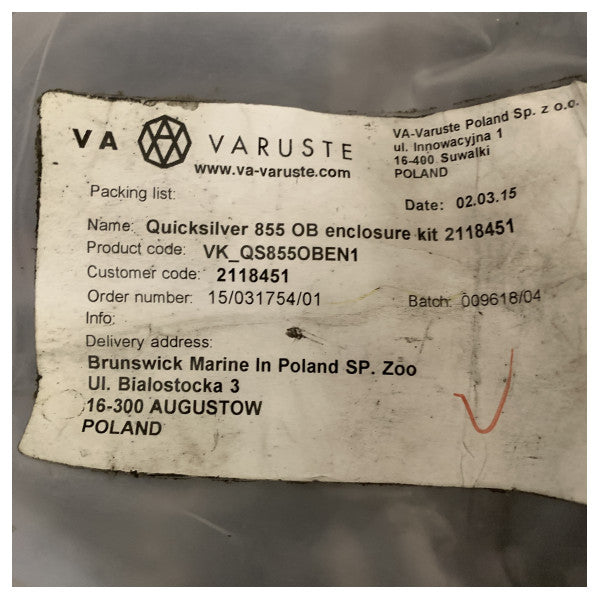 VA VARUSTE
www.va-varuste.com
VA-Varuste Poland Sp. z o.o.
ul. Innowacyjna 1
16-400 Suwalki
POLAND
Packing list:
Date: 02.03.15
Name: Quicksilver 855 OB enclosure kit 2118451
Product code: VK_QS855OBEN1
Customer code: 2118451
Order number: 15/031754/01 Batch: 009618/04
Info:
Delivery address:
Brunswick Marine In Poland SP. Zoo
Ul. Bialostocka 3
16-300 AUGUSTOW
POLAND